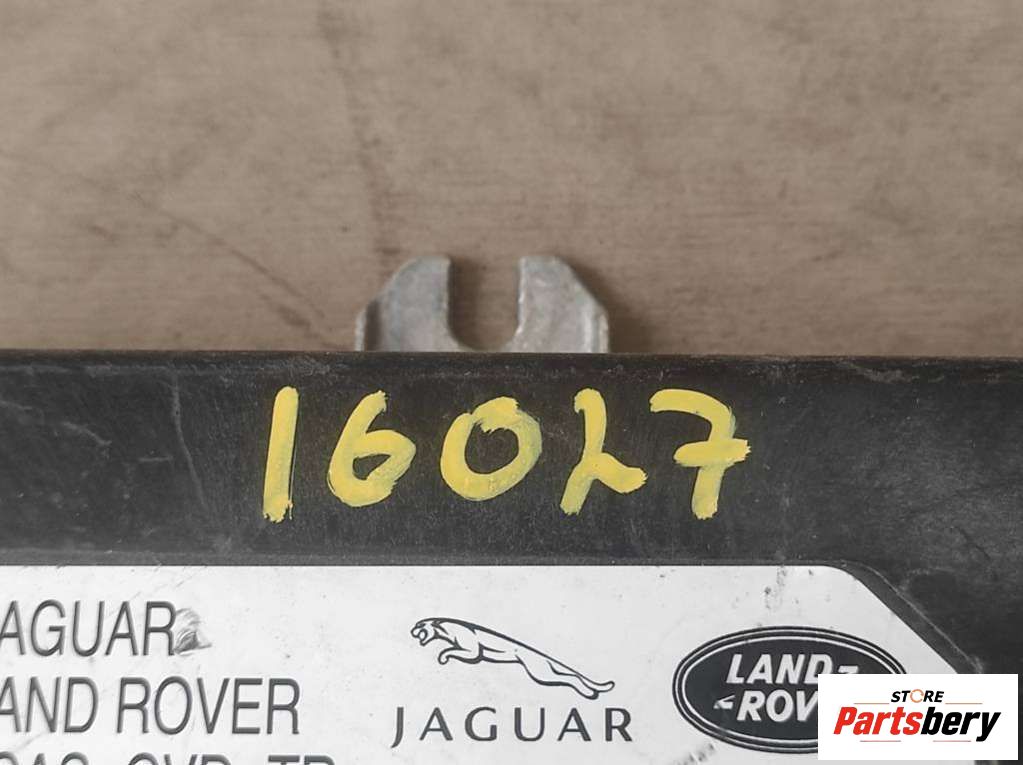 16027
AGUAR
AND ROVER
JAGUAR
LAND
ROV
STORE
Partsbery